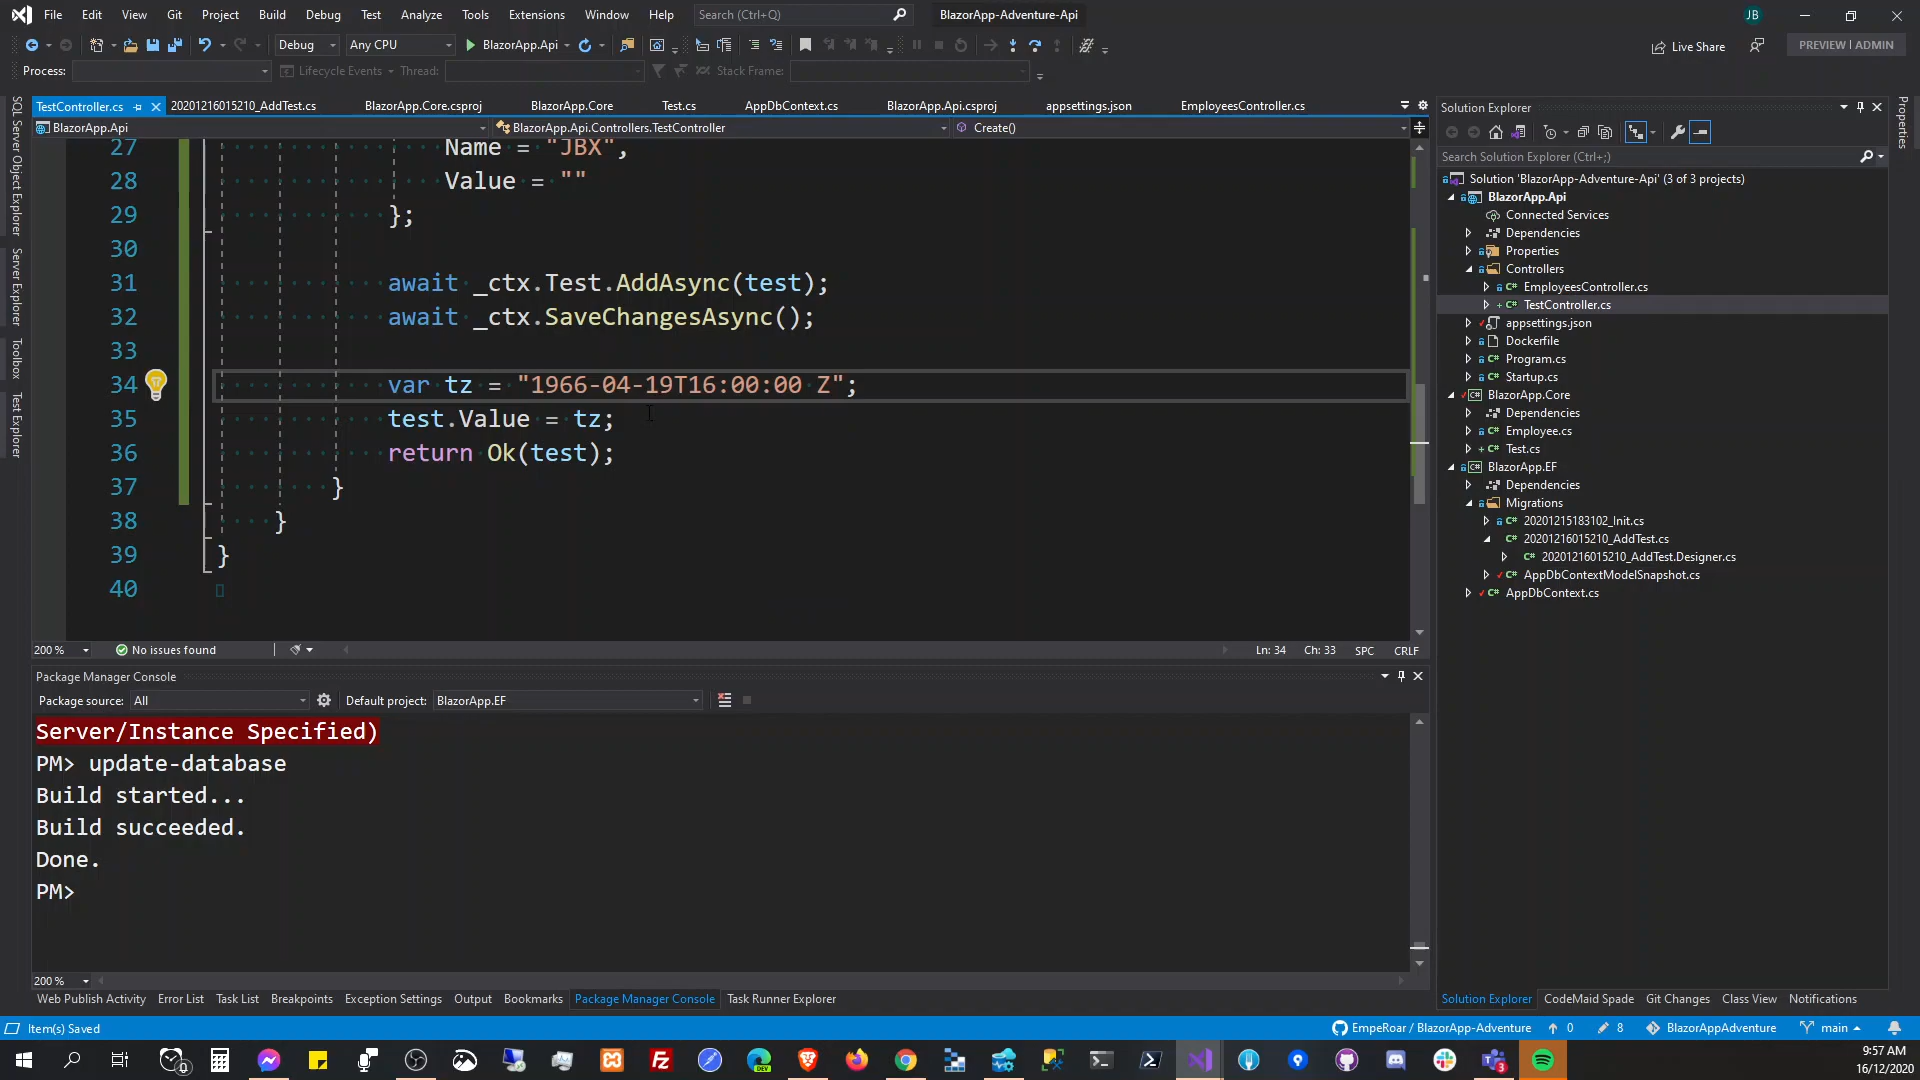 File Edit View Git Project Build Debug Test Analyze Tools Extensions Window Help Search (Ctrl+Q) BlazorApp-Adventure-Api JB
Debug Any CPU BlazorApp.Api Live Share PREVIEW | ADMIN
Process: Lifecycle Events Thread: Stack Frame:
TestController.cs 20201216015210_AddTest.cs BlazorApp.Core.csproj BlazorApp.Core Test.cs AppDbContext.cs BlazorApp.Api.csproj appsettings.json EmployeesController.cs
BlazorApp.Api BlazorApp.Api.Controllers.TestController Create()
27 Name = "JBX",
28 Value = ""
29 };
30
31 await _ctx.Test.AddAsync(test);
32 await _ctx.SaveChangesAsync();
33
34 var tz = "1966-04-19T16:00:00 Z";
35 test.Value = tz;
36 return Ok(test);
37 }
38 }
39 }
40
200 % No issues found Ln: 34 Ch: 33 SPC CRLF
Package Manager Console
Package source: All Default project: BlazorApp.EF
Server/Instance Specified)
PM> update-database
Build started...
Build succeeded.
Done.
PM>
200 %
Web Publish Activity Error List Task List Breakpoints Exception Settings Output Bookmarks Package Manager Console Task Runner Explorer
SQL Server Object Explorer
Server Explorer
Toolbox
Test Explorer
Solution Explorer
Search Solution Explorer (Ctrl+;)
Solution 'BlazorApp-Adventure-Api' (3 of 3 projects)
BlazorApp.Api
Connected Services
Dependencies
Properties
Controllers
EmployeesController.cs
TestController.cs
appsettings.json
Dockerfile
Program.cs
Startup.cs
BlazorApp.Core
Dependencies
Employee.cs
Test.cs
BlazorApp.EF
Dependencies
Migrations
20201215183102_Init.cs
20201216015210_AddTest.cs
20201216015210_AddTest.Designer.cs
AppDbContextModelSnapshot.cs
AppDbContext.cs
Solution Explorer CodeMaid Spade Git Changes Class View Notifications
Properties
Item(s) Saved EmpeRoar / BlazorApp-Adventure 0 8 BlazorAppAdventure main
9:57 AM
16/12/2020